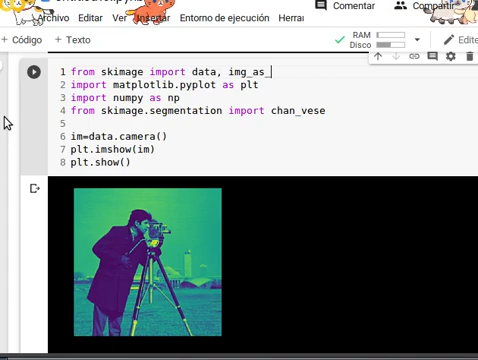 Comentar
Compartir
Archivo Editar Ver Insertar Entorno de ejecución Herrai
+ Código + Texto
RAM
Disco
Edite
1 from skimage import data, img_as_
2 import matplotlib.pyplot as plt
3 import numpy as np
4 from skimage.segmentation import chan_vese
5
6 im=data.camera()
7 plt.imshow(im)
8 plt.show()